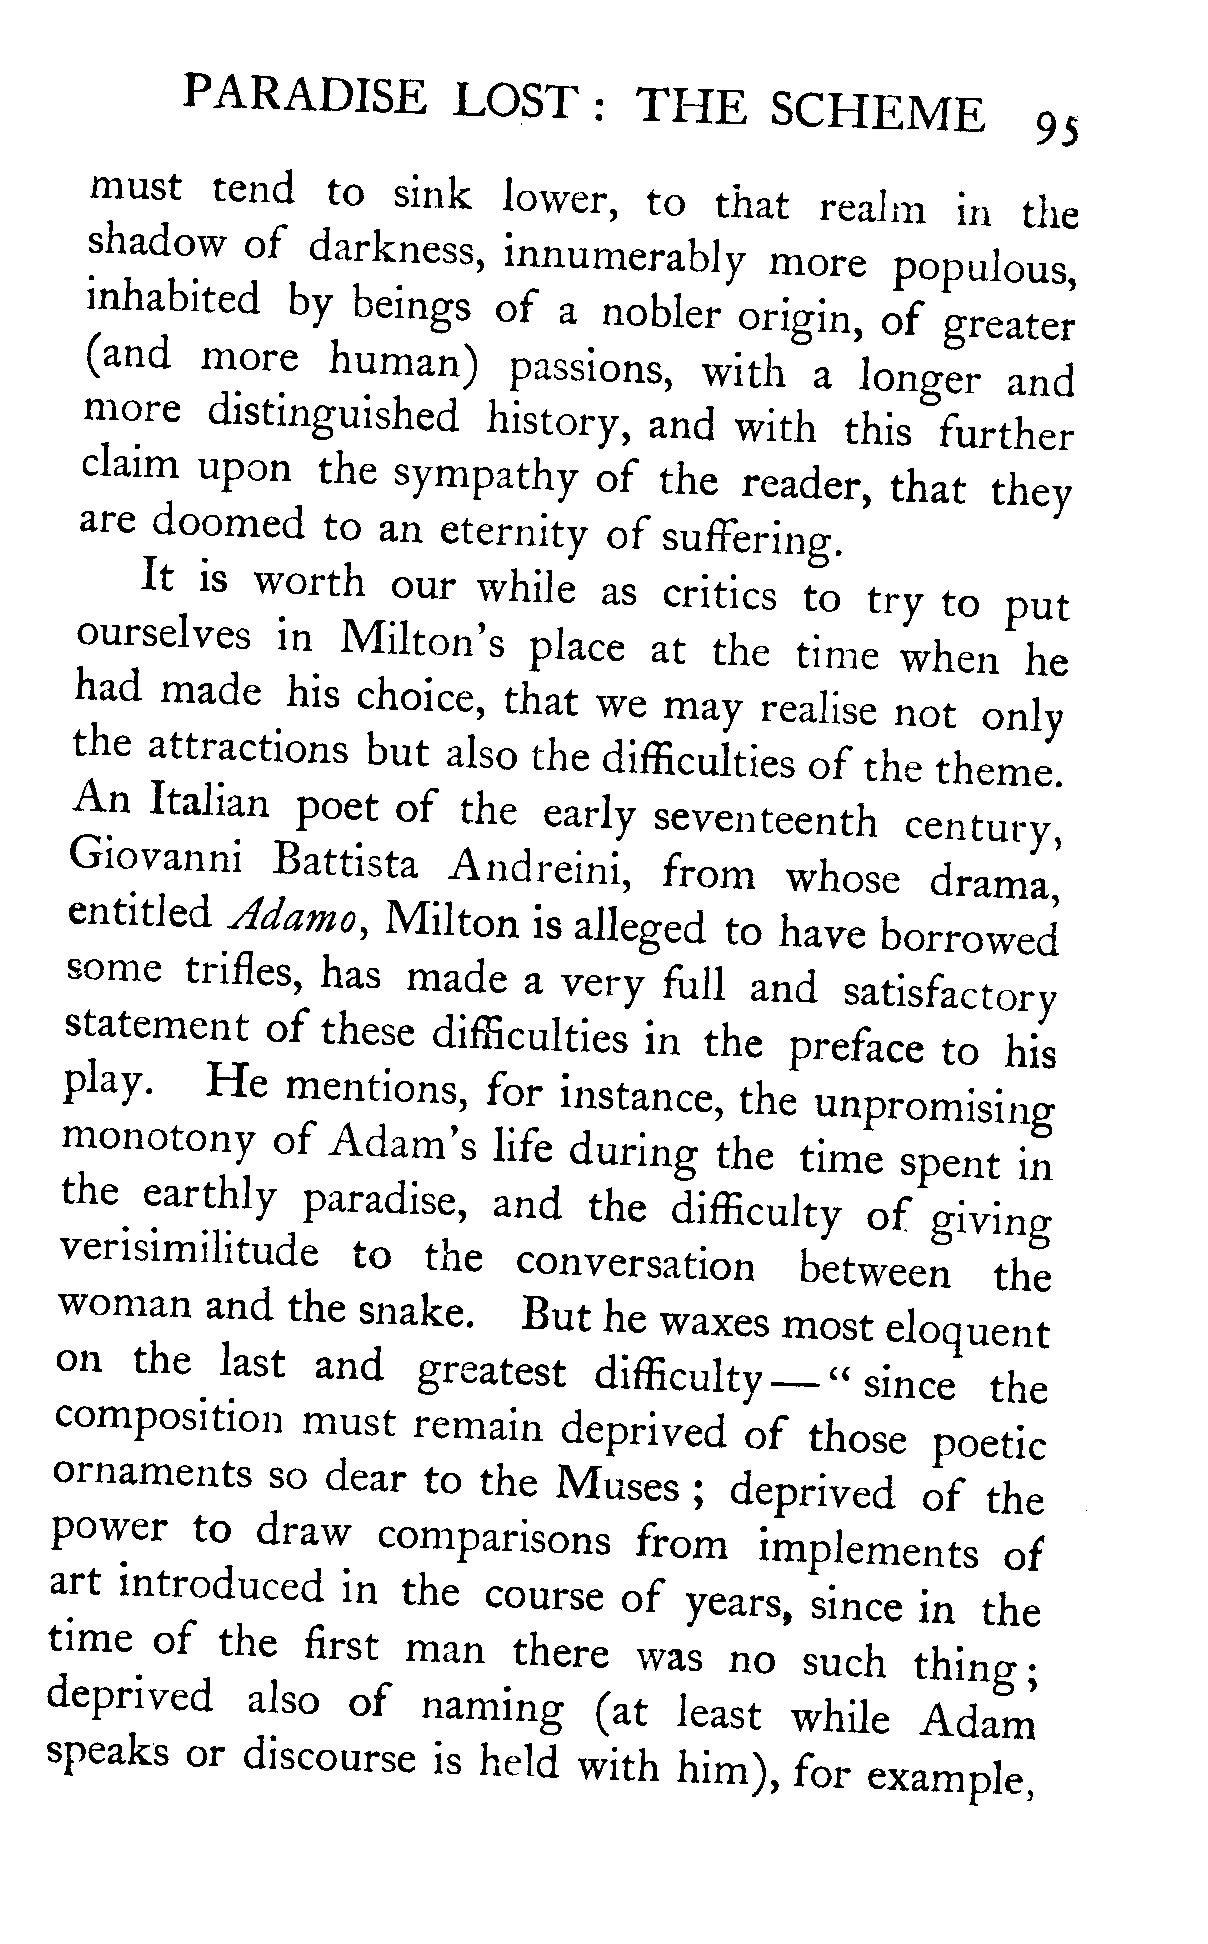 PARADISE LOST : THE SCHEME 95
must tend to sink lower, to that realm in the
shadow of darkness, innumerably more populous,
inhabited by beings of a nobler origin, of greater
(and more human) passions, with a longer and
more distinguished history, and with this further
claim upon the sympathy of the reader, that they
are doomed to an eternity of suffering.
It is worth our while as critics to try to put
ourselves in Milton's place at the time when he
had made his choice, that we may realise not only
the attractions but also the difficulties of the theme.
An Italian poet of the early seventeenth century,
Giovanni Battista Andreini, from whose drama,
entitled Adamo, Milton is alleged to have borrowed
some trifles, has made a very full and satisfactory
statement of these difficulties in the preface to his
play. He mentions, for instance, the unpromising
monotony of Adam's life during the time spent in
the earthly paradise, and the difficulty of giving
verisimilitude to the conversation between the
woman and the snake. But he waxes most eloquent
on the last and greatest difficulty—“ since the
composition must remain deprived of those poetic
ornaments so dear to the Muses ; deprived of the
power to draw comparisons from implements of
art introduced in the course of years, since in the
time of the first man there was no such thing ;
deprived also of naming (at least while Adam
speaks or discourse is held with him), for example,